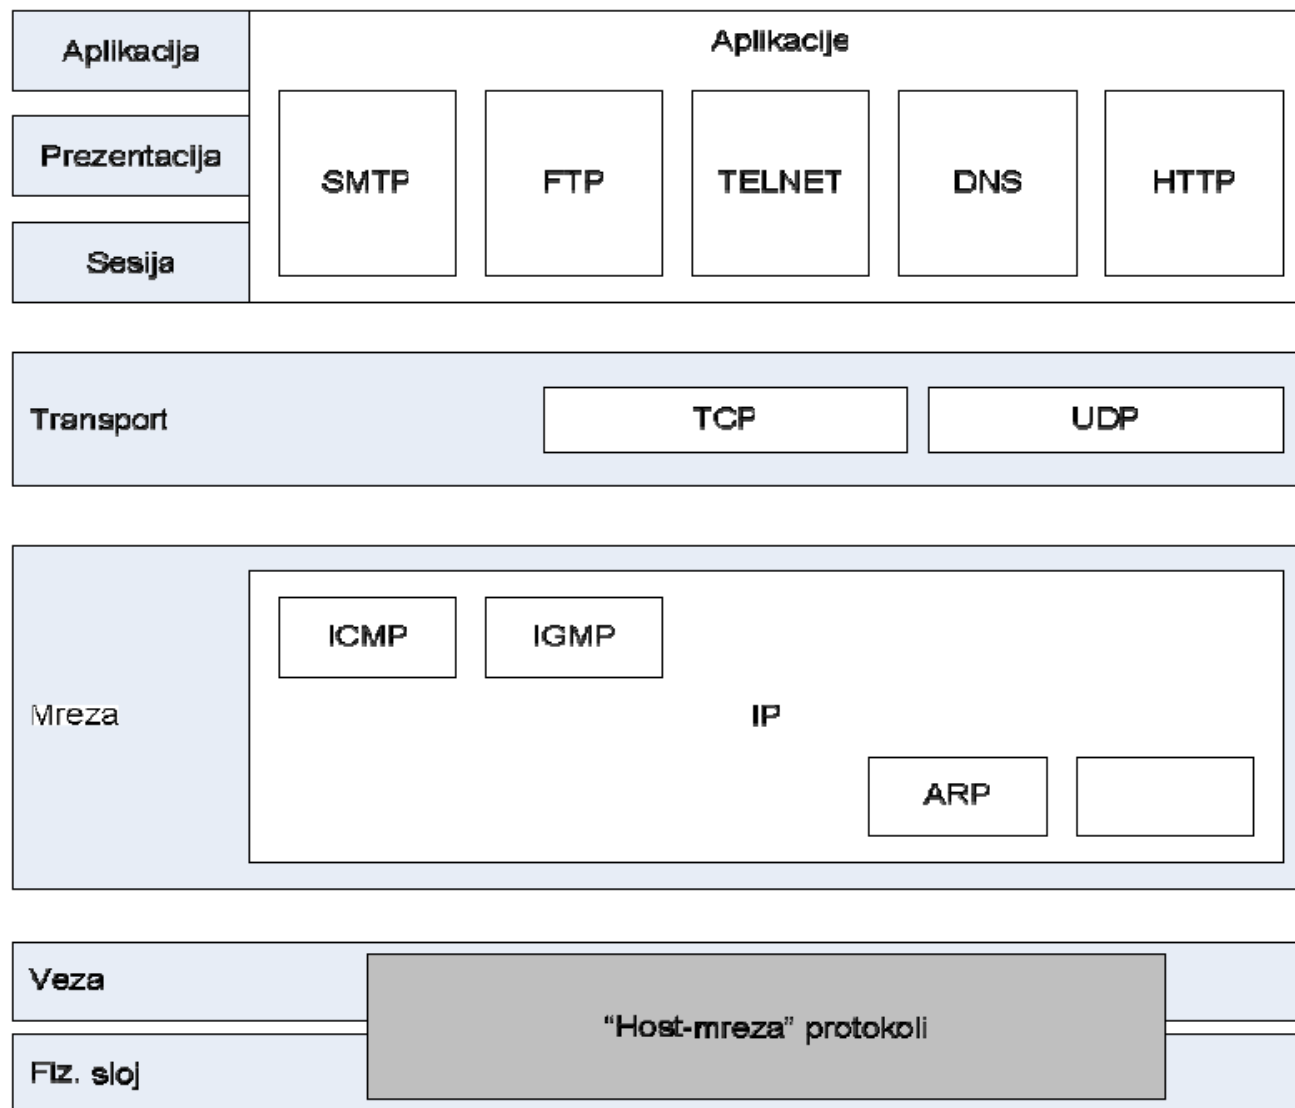 Aplikacija
Aplikacije
Prezentacija
SMTP
FTP
TELNET
DNS
HTTP
Sesija
Transport
TCP
UDP
ICMP
IGMP
Mreza
IP
ARP
Veza
“Host-mreza” protokoli
Fiz. sloj